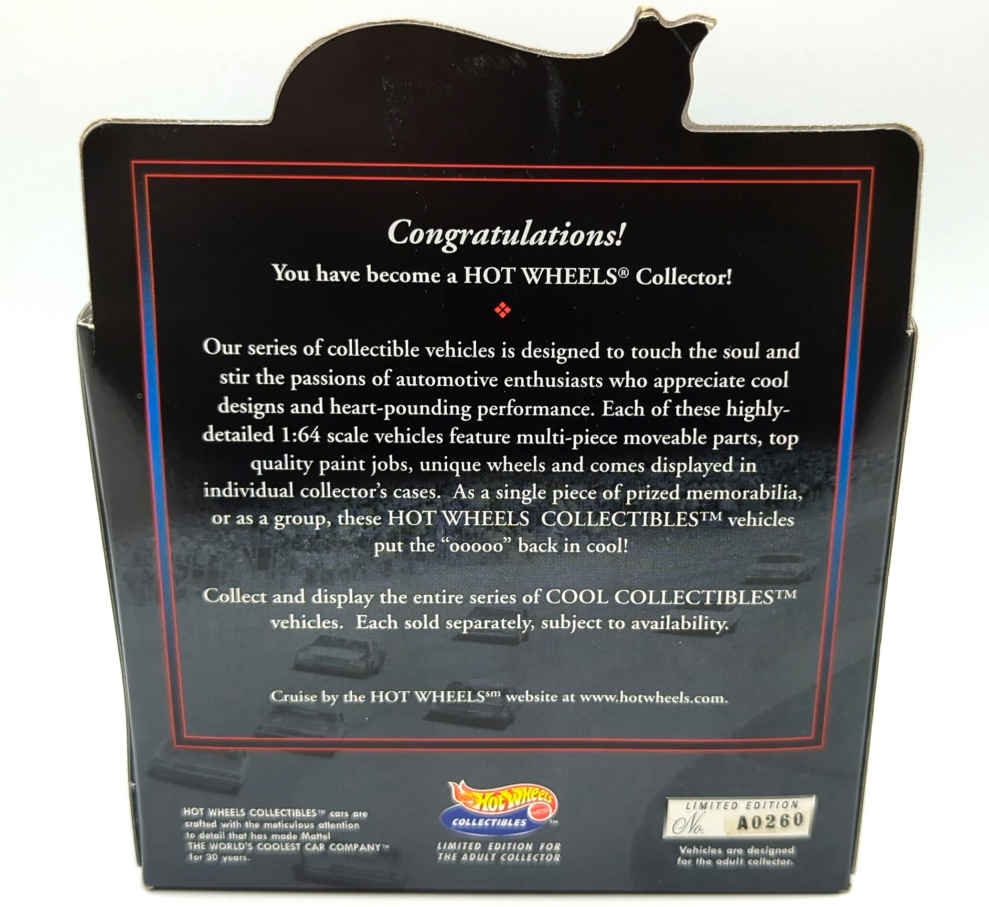 Congratulations!
You have become a HOT WHEELS® Collector!
Our series of collectible vehicles is designed to touch the soul and
stir the passions of automotive enthusiasts who appreciate cool
designs and heart-pounding performance. Each of these highly-
detailed 1:64 scale vehicles feature multi-piece moveable parts, top
quality paint jobs, unique wheels and comes displayed in
individual collector's cases. As a single piece of prized memorabilia,
or as a group, these HOT WHEELS COLLECTIBLES™ vehicles
put the “ooooo” back in cool!
Collect and display the entire series of COOL COLLECTIBLES™
vehicles. Each sold separately, subject to availability.
Cruise by the HOT WHEELS℠ website at www.hotwheels.com.
HOT WHEELS COLLECTIBLES™ cars are
crafted with the meticulous attention
to detail that has made Mattel
THE WORLD'S COOLEST CAR COMPANY™
for 30 years.
Hot Wheels
COLLECTIBLES™
LIMITED EDITION FOR
THE ADULT COLLECTOR
LIMITED EDITION
No. A0260
Vehicles are designed
for the adult collector.